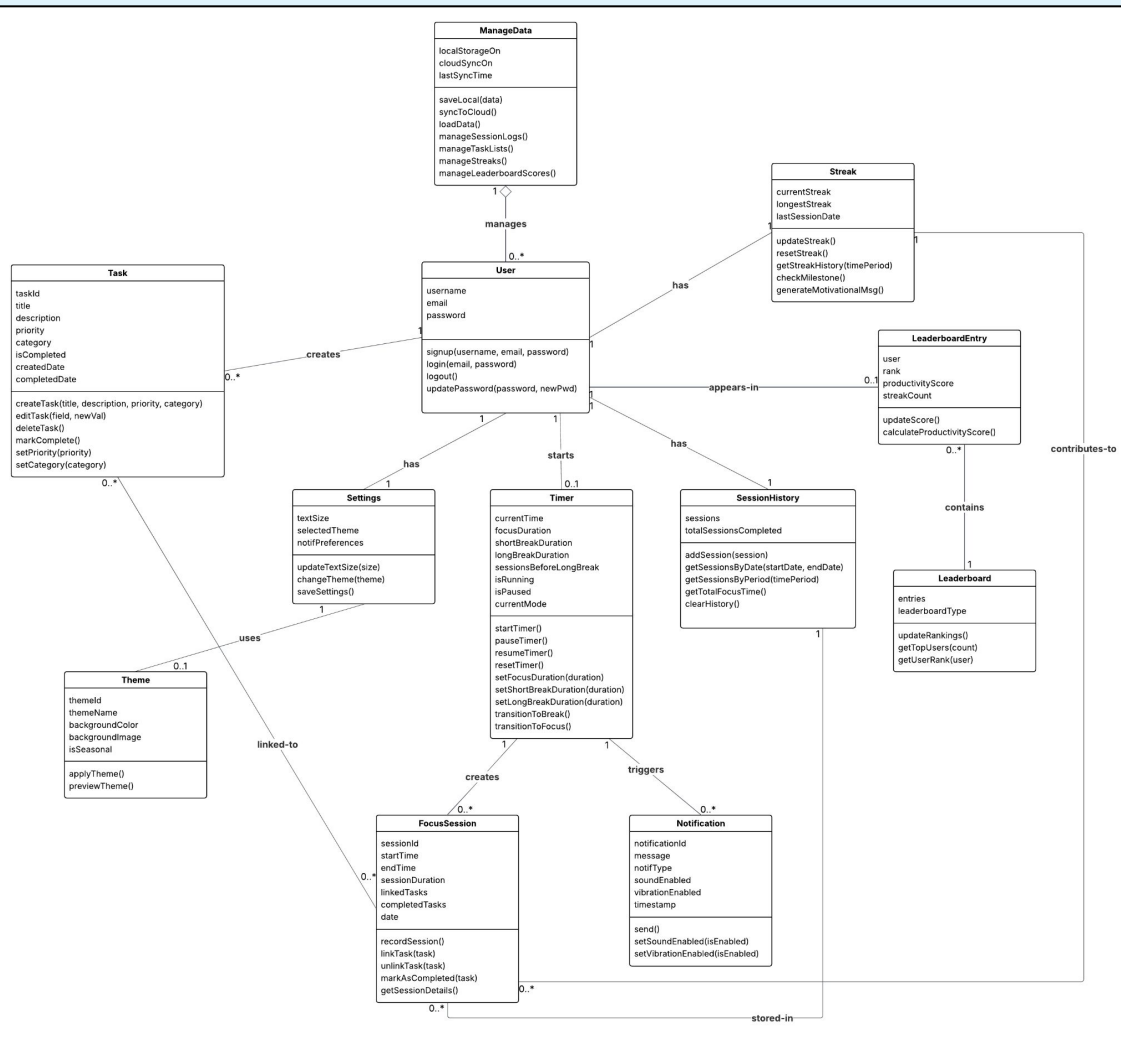 ManageData
localStorageOn
cloudSyncOn
lastSyncTime
saveLocal(data)
syncToCloud()
loadData()
manageSessionLogs()
manageTaskLists()
manageStreaks()
manageLeaderboardScores()
1
manages
0..*
Streak
currentStreak
longestStreak
lastSessionDate
updateStreak()
resetStreak()
getStreakHistory(timePeriod)
checkMilestone()
generateMotivationalMsg()
1
1
has
Task
taskId
title
description
priority
category
isCompleted
createdDate
completedDate
createTask(title, description, priority, category)
editTask(field, newVal)
deleteTask()
markComplete()
setPriority(priority)
setCategory(category)
0..*
creates
1
0..*
User
username
email
password
signup(username, email, password)
login(email, password)
logout()
updatePassword(password, newPwd)
1
1
1
1
1
appears-in
0..1
LeaderboardEntry
user
rank
productivityScore
streakCount
updateScore()
calculateProductivityScore()
0..*
contains
1
contributes-to
has
1
starts
0..1
has
1
Settings
textSize
selectedTheme
notifPreferences
updateTextSize(size)
changeTheme(theme)
saveSettings()
1
uses
0..1
Timer
currentTime
focusDuration
shortBreakDuration
longBreakDuration
sessionsBeforeLongBreak
isRunning
isPaused
currentMode
startTimer()
pauseTimer()
resumeTimer()
resetTimer()
setFocusDuration(duration)
setShortBreakDuration(duration)
setLongBreakDuration(duration)
transitionToBreak()
transitionToFocus()
1
1
SessionHistory
sessions
totalSessionsCompleted
addSession(session)
getSessionsByDate(startDate, endDate)
getSessionsByPeriod(timePeriod)
getTotalFocusTime()
clearHistory()
1
Leaderboard
entries
leaderboardType
updateRankings()
getTopUsers(count)
getUserRank(user)
Theme
themeId
themeName
backgroundColor
backgroundImage
isSeasonal
applyTheme()
previewTheme()
linked-to
creates
0..*
triggers
0..*
FocusSession
sessionId
startTime
endTime
sessionDuration
linkedTasks
completedTasks
date
recordSession()
linkTask(task)
unlinkTask(task)
markAsCompleted(task)
getSessionDetails()
0..*
0..*
0..*
Notification
notificationId
message
notifType
soundEnabled
vibrationEnabled
timestamp
send()
setSoundEnabled(isEnabled)
setVibrationEnabled(isEnabled)
stored-in